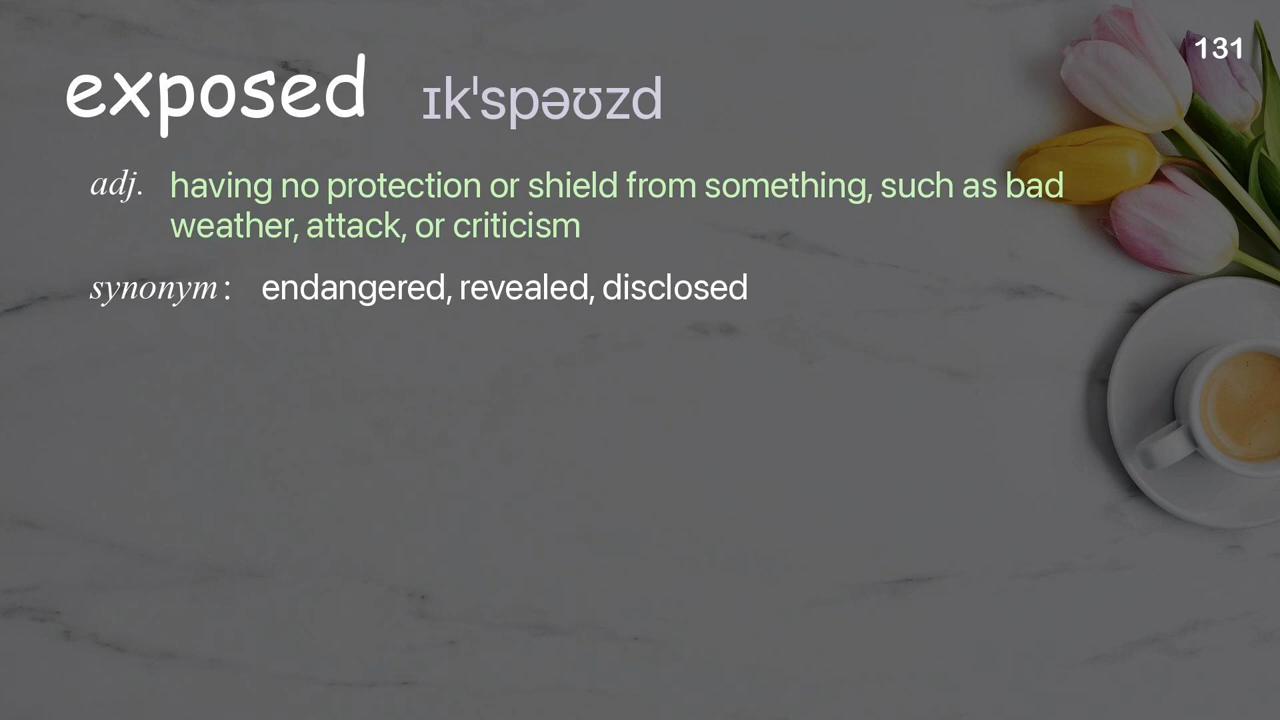 131
exposed ɪkˈspəʊzd
adj. having no protection or shield from something, such as bad
weather, attack, or criticism
synonym : endangered, revealed, disclosed